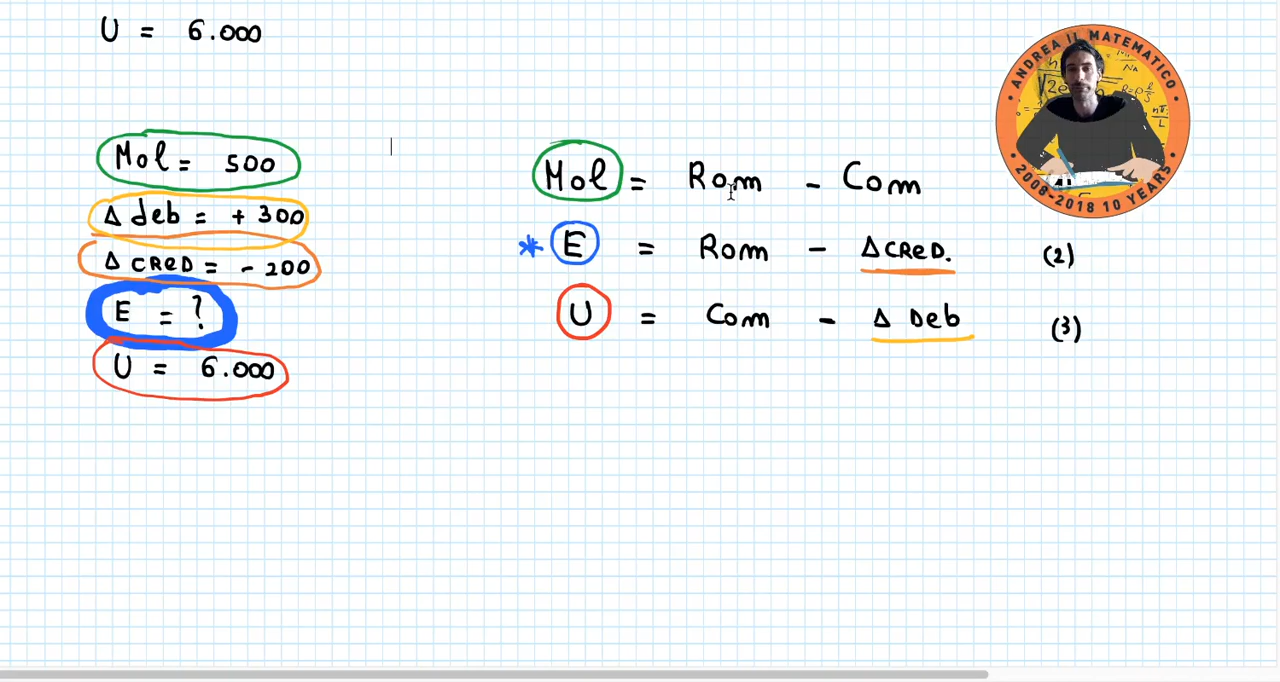 U = 6.000
ANDREA IL MATEMATICO
2008-2018 10 YEARS
Mol = 500
Δ deb = + 300
Δ CReD = - 200
E = ?
U = 6.000
Mol = Rom - Com
* E = Rom - ΔCReD. (2)
U = Com - Δ Deb (3)